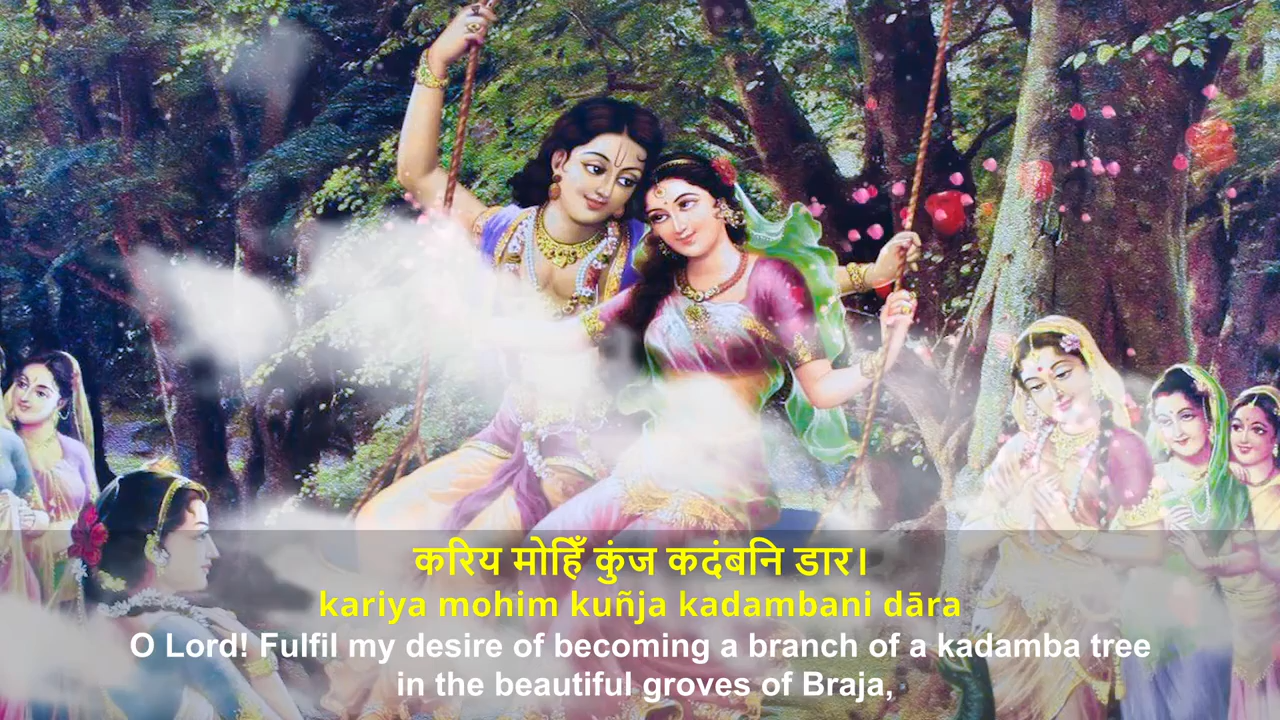 करिय मोहिँ कुंज कदंबनि डार।
kariya mohim kuñja kadambani dāra
O Lord! Fulfil my desire of becoming a branch of a kadamba tree
in the beautiful groves of Braja,